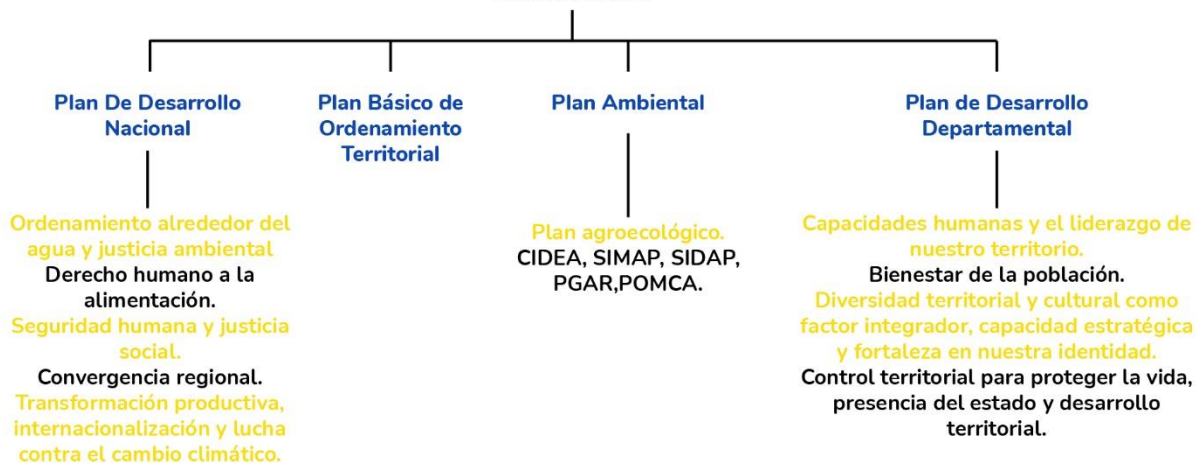 Plan De Desarrollo
Nacional
Ordenamiento alrededor del
agua y justicia ambiental
Derecho humano a la
alimentación.
Seguridad humana y justicia
social.
Convergencia regional.
Transformación productiva,
internacionalización y lucha
contra el cambio climático.
Plan Básico de
Ordenamiento
Territorial
Plan Ambiental
Plan agroecológico.
CIDEA, SIMAP, SIDAP,
PGAR,POMCA.
Plan de Desarrollo
Departamental
Capacidades humanas y el liderazgo de
nuestro territorio.
Bienestar de la población.
Diversidad territorial y cultural como
factor integrador, capacidad estratégica
y fortaleza en nuestra identidad.
Control territorial para proteger la vida,
presencia del estado y desarrollo
territorial.